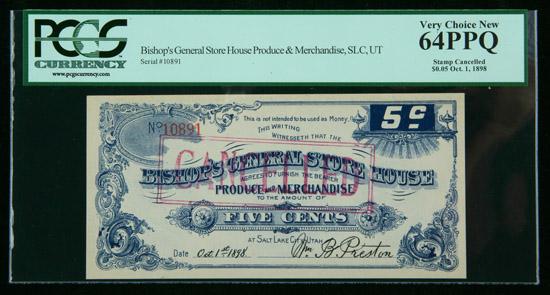 PCGS
CURRENCY
www.pcgscurrency.com
Bishop's General Store House Produce & Merchandise, SLC, UT
Serial #10891
Very Choice New
64PPQ
Stamp Cancelled
$0.05 Oct. 1, 1898
This is not intended to be used as Money.
5¢
No 10891
THIS WRITING
WITNESSETH THAT THE
CANCELLED
BISHOP'S GENERAL STORE HOUSE
AGREES TO FURNISH THE BEARER
PRODUCE AND MERCHANDISE
TO THE AMOUNT OF
FIVE CENTS
AT SALT LAKE CITY, UTAH.
Date Oct. 1st 1898. Wm. B. Preston